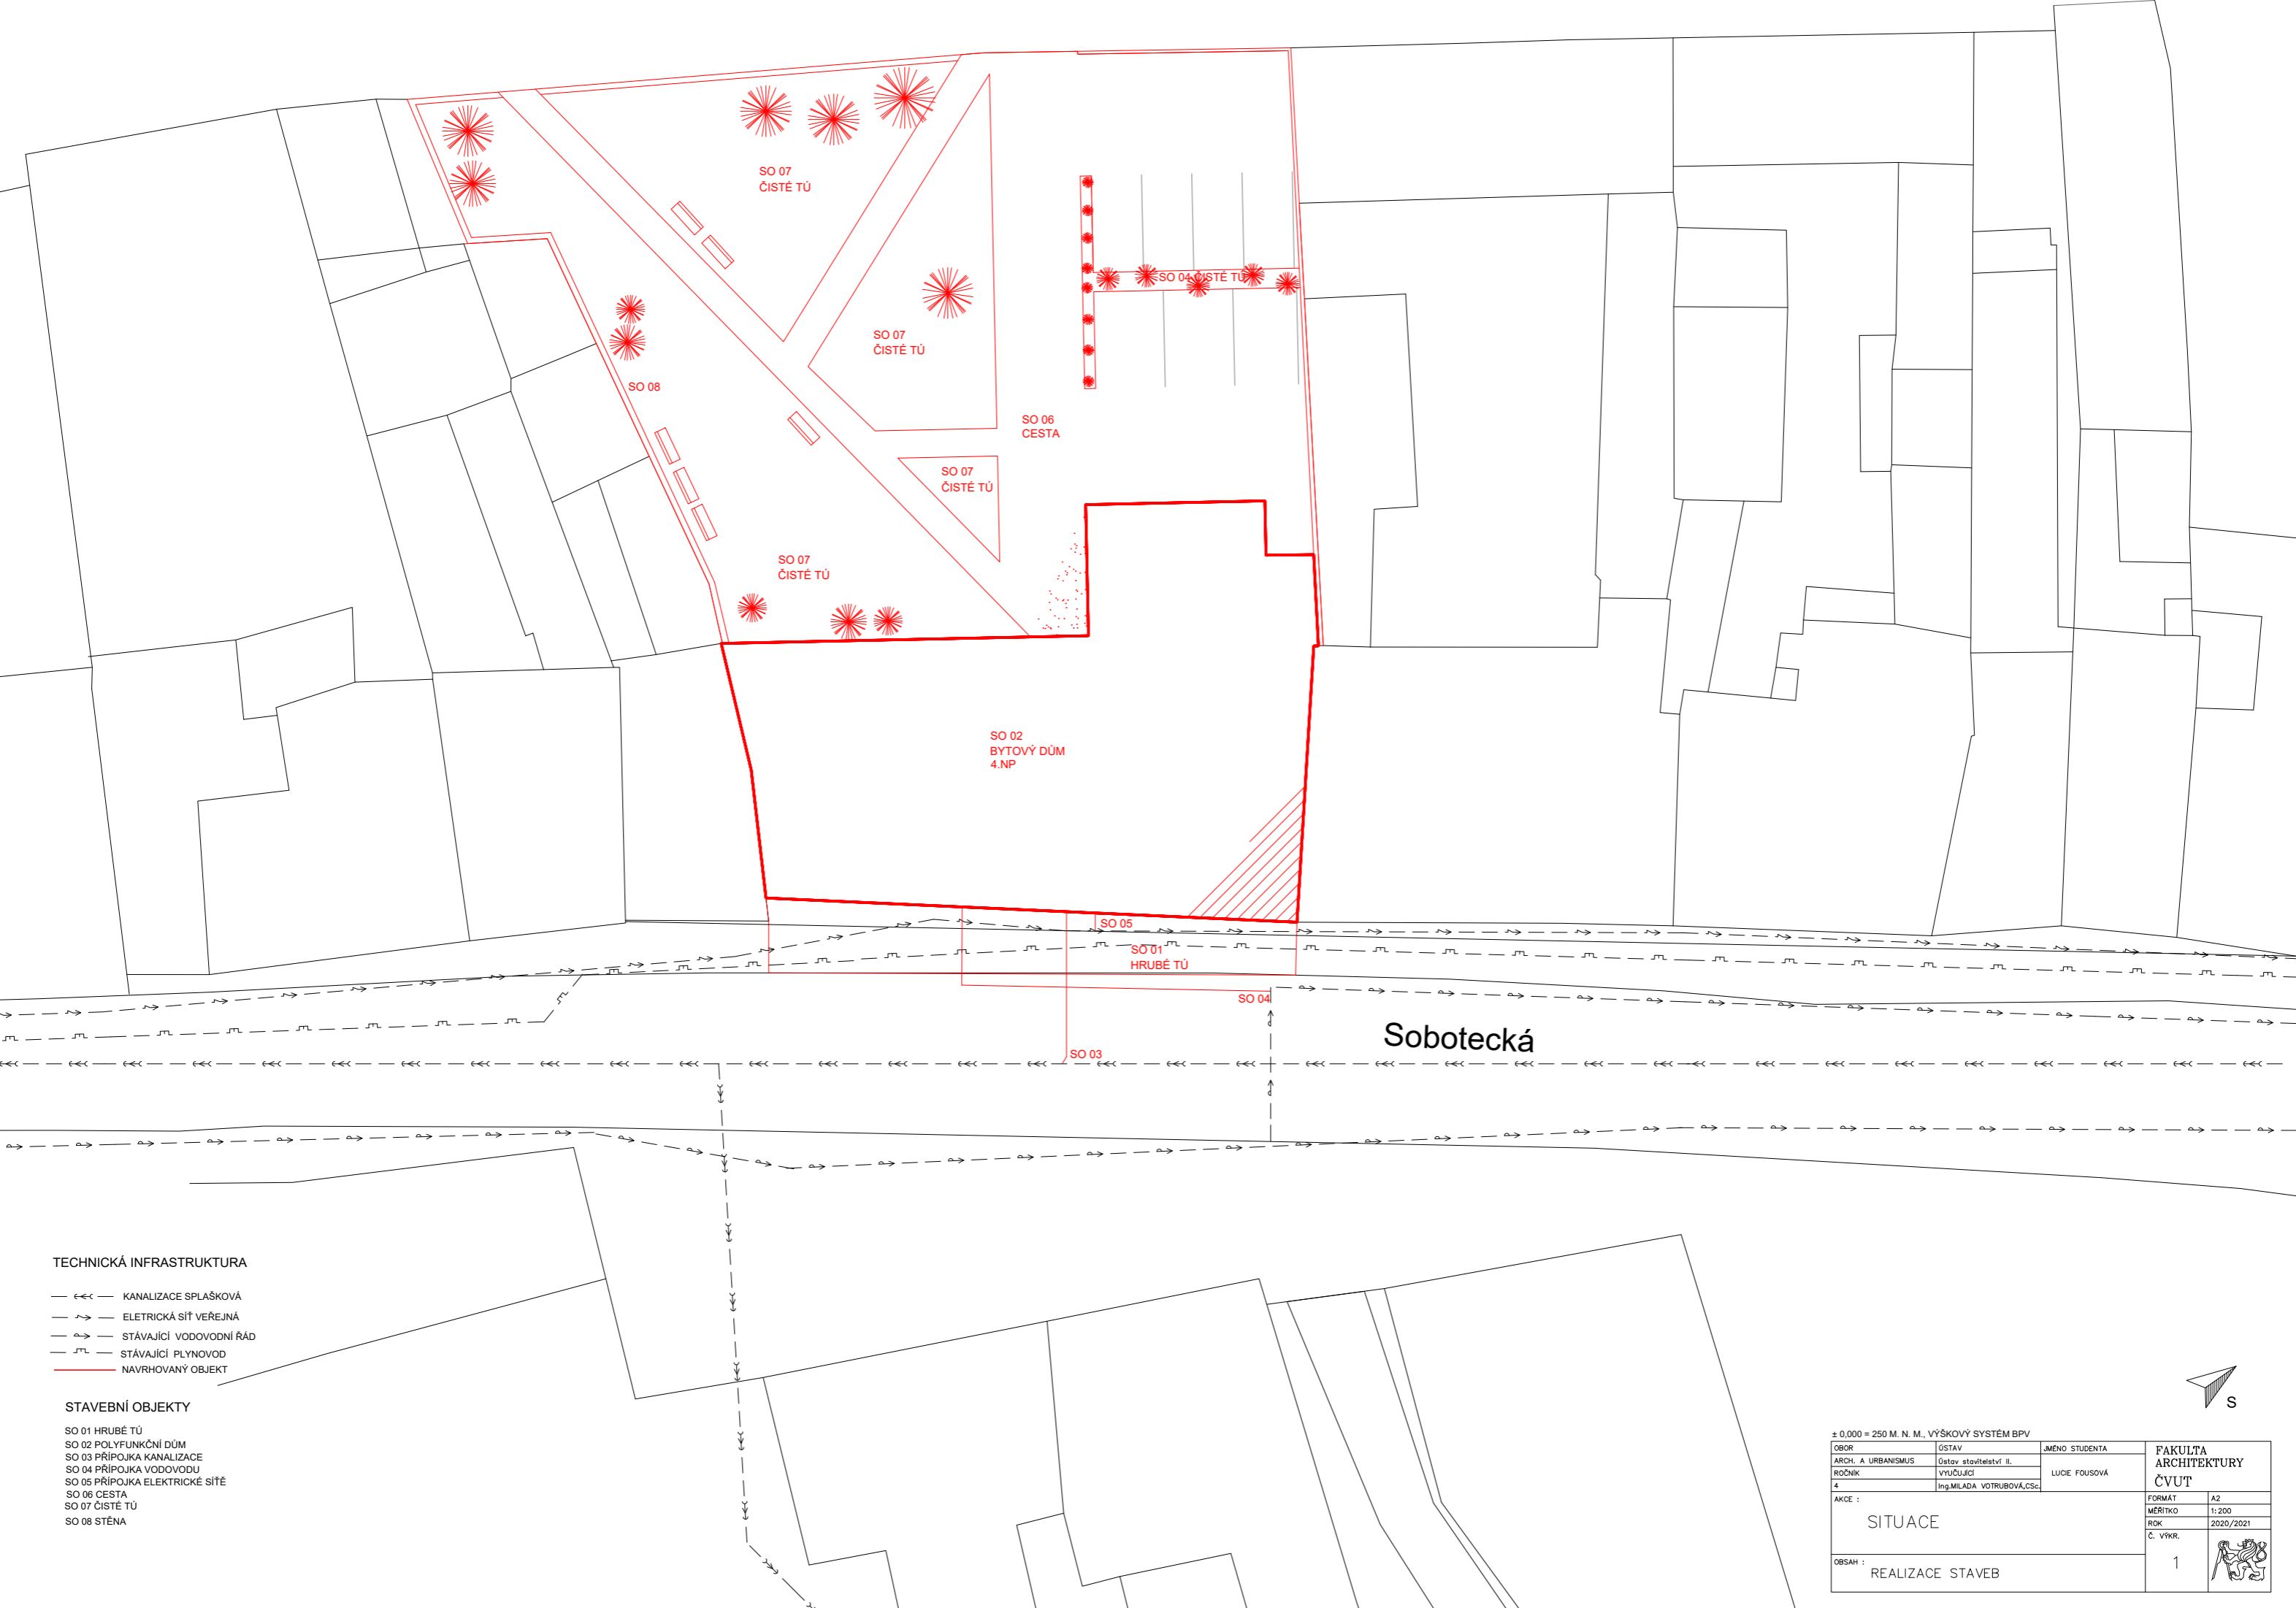 SO 07
ČISTÉ TÚ
SO 04 ČISTÉ TÚ
SO 07
ČISTÉ TÚ
SO 08
SO 06
CESTA
SO 07
ČISTÉ TÚ
SO 07
ČISTÉ TÚ
SO 02
BYTOVÝ DŮM
4.NP
SO 05
SO 01
HRUBÉ TÚ
SO 04
SO 03
Sobotecká
TECHNICKÁ INFRASTRUKTURA
KANALIZACE SPLAŠKOVÁ
ELETRICKÁ SÍŤ VEŘEJNÁ
STÁVAJÍCÍ VODOVODNÍ ŘÁD
STÁVAJÍCÍ PLYNOVOD
NAVRHOVANÝ OBJEKT
STAVEBNÍ OBJEKTY
SO 01 HRUBÉ TÚ
SO 02 POLYFUNKČNÍ DŮM
SO 03 PŘÍPOJKA KANALIZACE
SO 04 PŘÍPOJKA VODOVODU
SO 05 PŘÍPOJKA ELEKTRICKÉ SÍŤĚ
SO 06 CESTA
SO 07 ČISTÉ TÚ
SO 08 STĚNA
S
± 0,000 = 250 M. N. M., VÝŠKOVÝ SYSTÉM BPV
OBOR
ÚSTAV
JMÉNO STUDENTA
FAKULTA
ARCHITEKTURY
ČVUT
ARCH. A URBANISMUS
Ústav stavitelství II.
ROČNÍK
VYUČUJÍCÍ
LUCIE FOUSOVÁ
4
Ing.MILADA VOTRUBOVÁ,CSc.
AKCE :
SITUACE
FORMÁT
A2
MĚŘÍTKO
1:200
ROK
2020/2021
Č. VÝKR.
1
OBSAH :
REALIZACE STAVEB